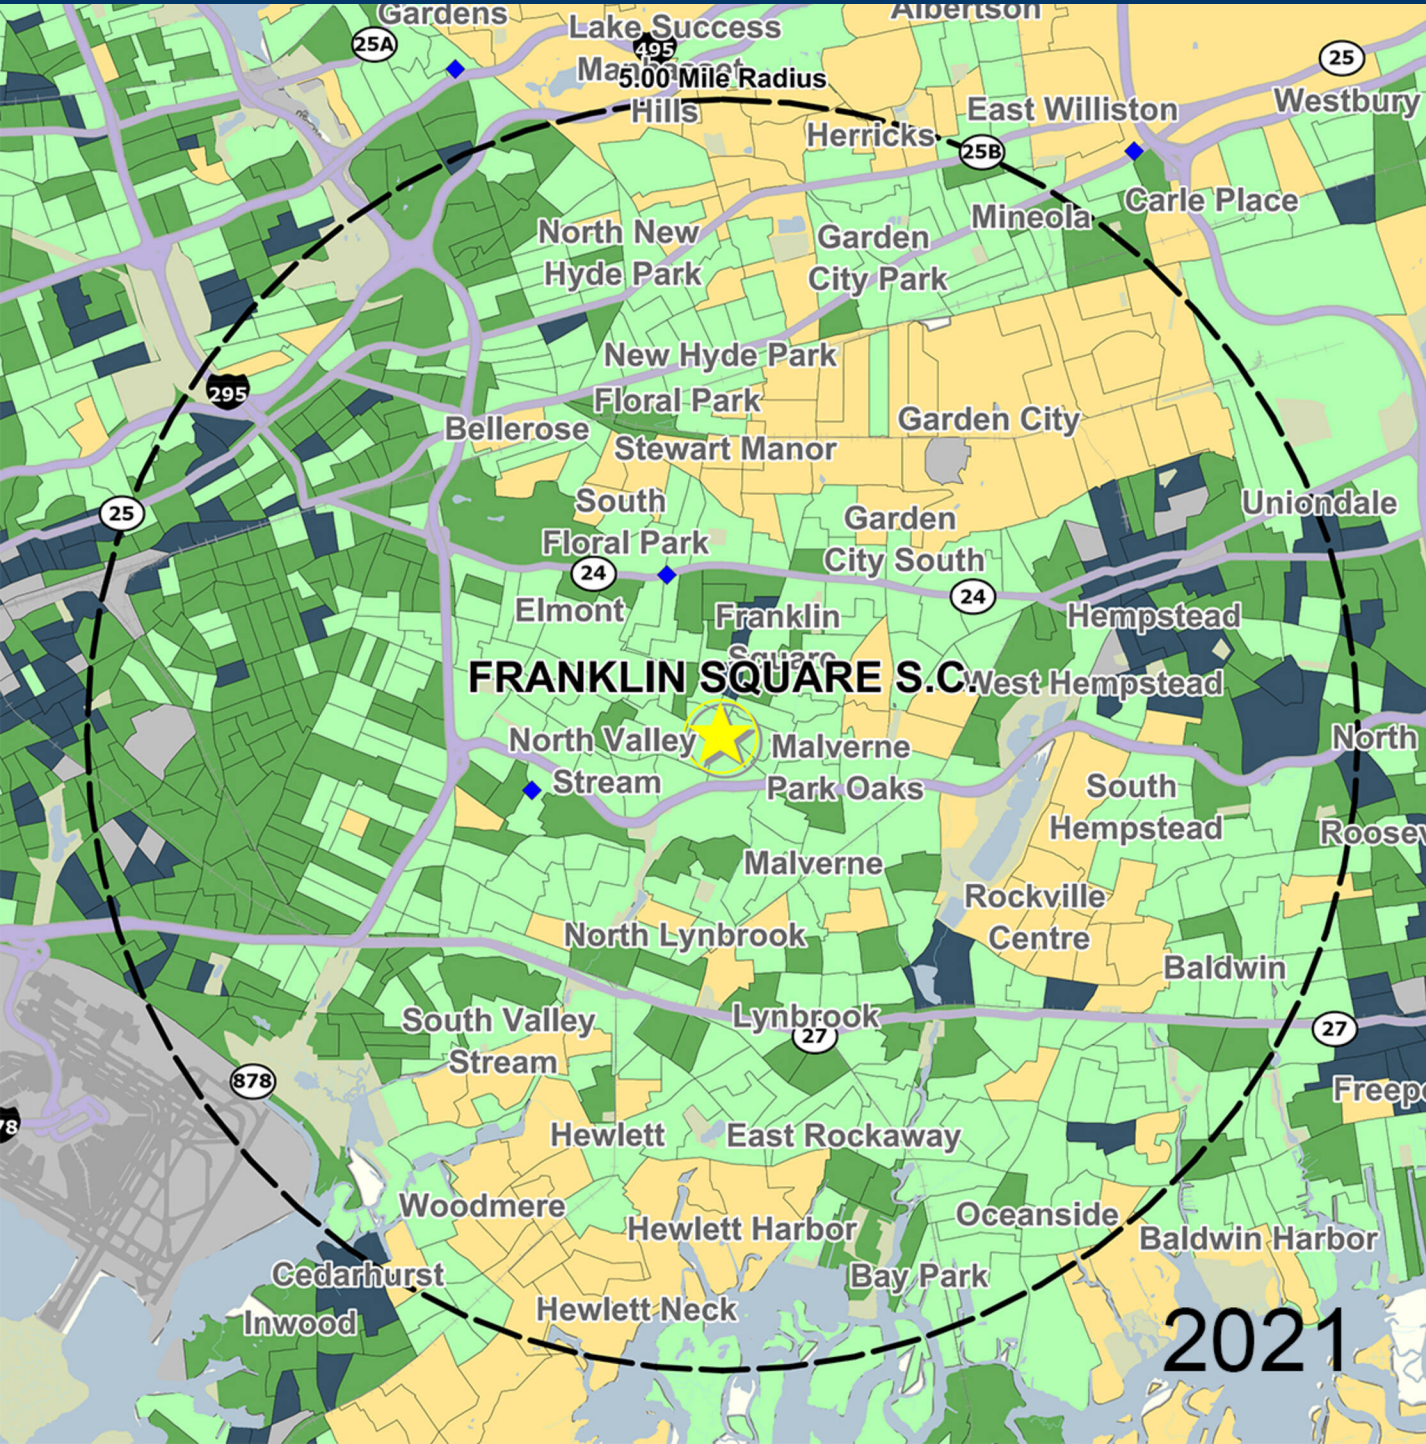 Gardens
Albertson
Lake Success
25A
495
25
5.00 Mile Radius
Hills
Westbury
East Williston
Herricks
25B
Carle Place
Mineola
North New
Hyde Park
Garden
City Park
New Hyde Park
295
Floral Park
Garden City
Bellerose
Stewart Manor
South
Floral Park
Uniondale
25
Garden
City South
24
24
Elmont
Franklin
Square
Hempstead
FRANKLIN SQUARE S.C.
West Hempstead
North Valley
Stream
Malverne
Park Oaks
North
South
Hempstead
Roosev
Malverne
Rockville
Centre
North Lynbrook
Baldwin
South Valley
Stream
Lynbrook
27
27
878
Freepo
78
Hewlett
East Rockaway
Woodmere
Hewlett Harbor
Oceanside
Baldwin Harbor
Cedarhurst
Bay Park
Inwood
Hewlett Neck
2021